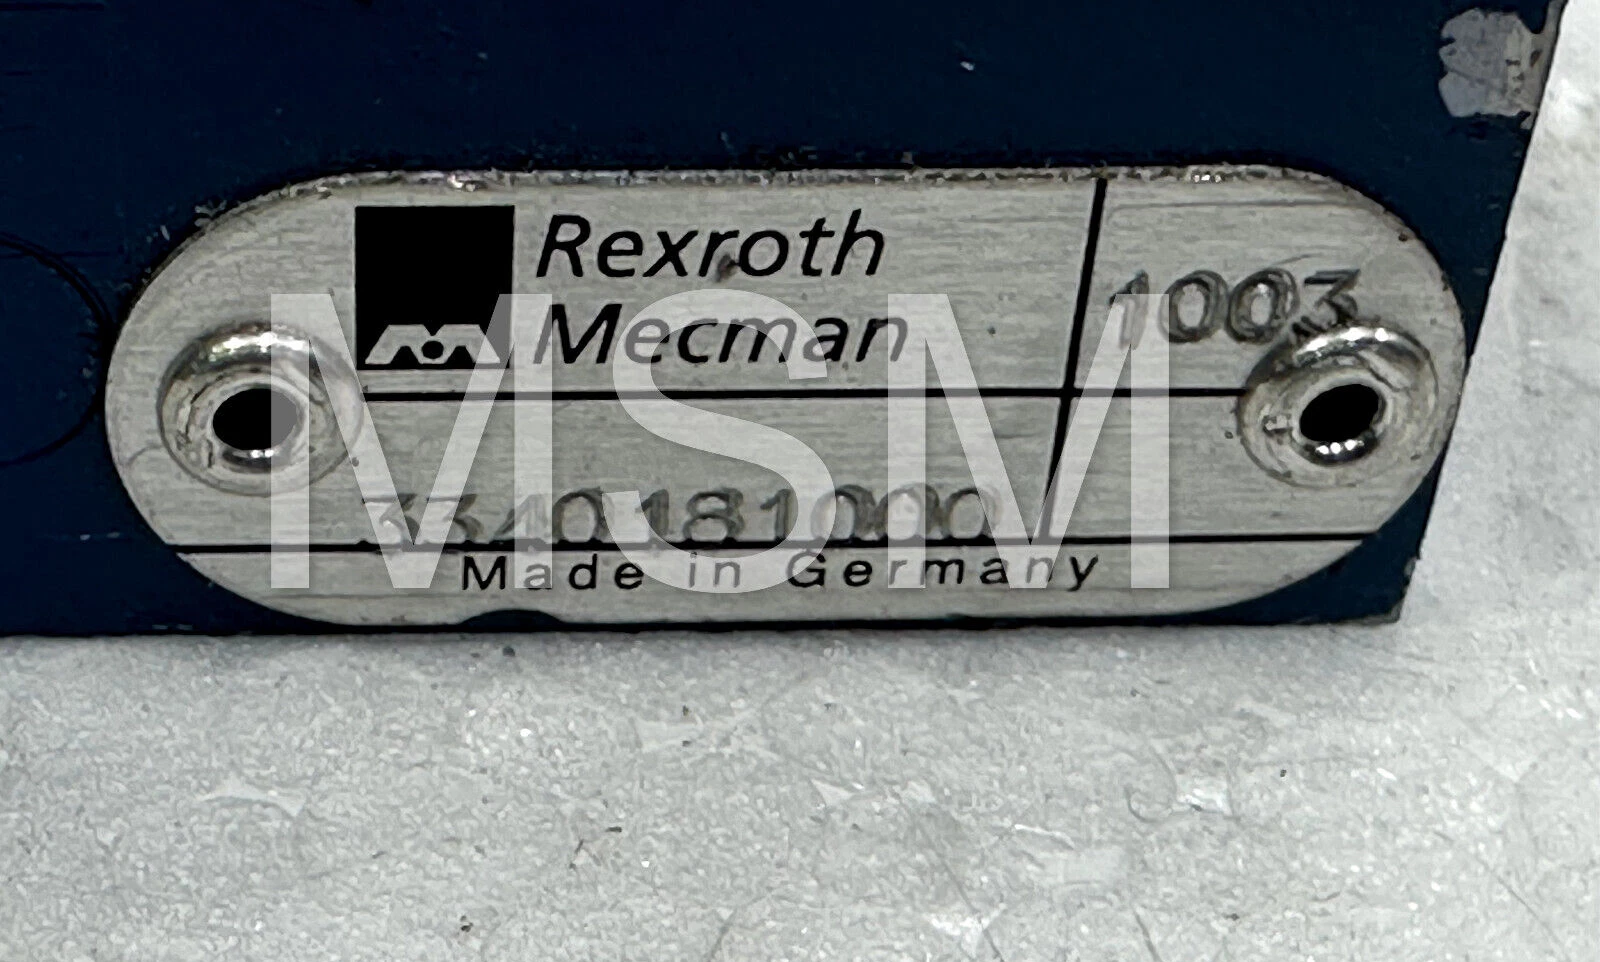 Rexroth
Mecman
1003
3340181000
Made in Germany
MSM